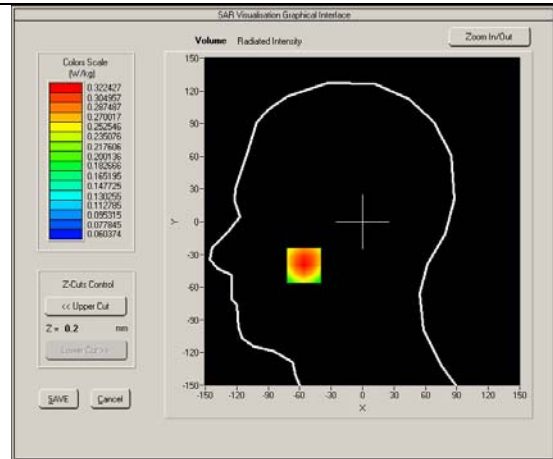 SAR Visualisation Graphical Interface
Volume Radiated Intensity
Zoom In/Out
Colors Scale
(W/kg)
0.322427
0.304957
0.287487
0.270017
0.252546
0.235076
0.217606
0.200136
0.182666
0.165195
0.147725
0.130255
0.112785
0.095315
0.077845
0.060374
Z-Cuts Control
<< Upper Cut
Z = 0.2 mm
Lower Cut >>
SAVE
Cancel
Y
150
120
90
60
30
0
-30
-60
-90
-120
-150
-150 -120 -90 -60 -30 0 30 60 90 120 150
X